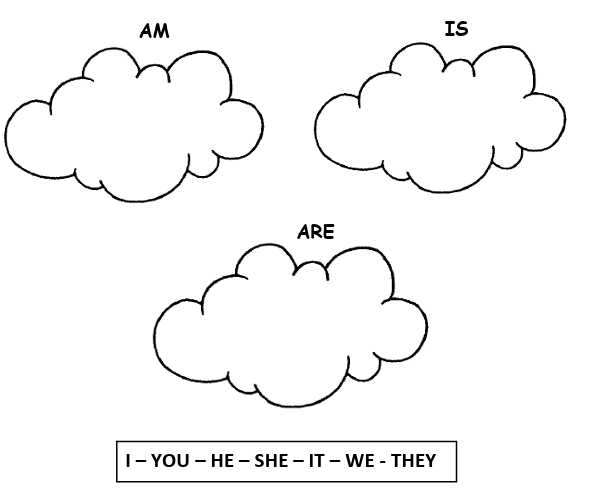 AM
IS
ARE
I – YOU – HE – SHE – IT – WE - THEY